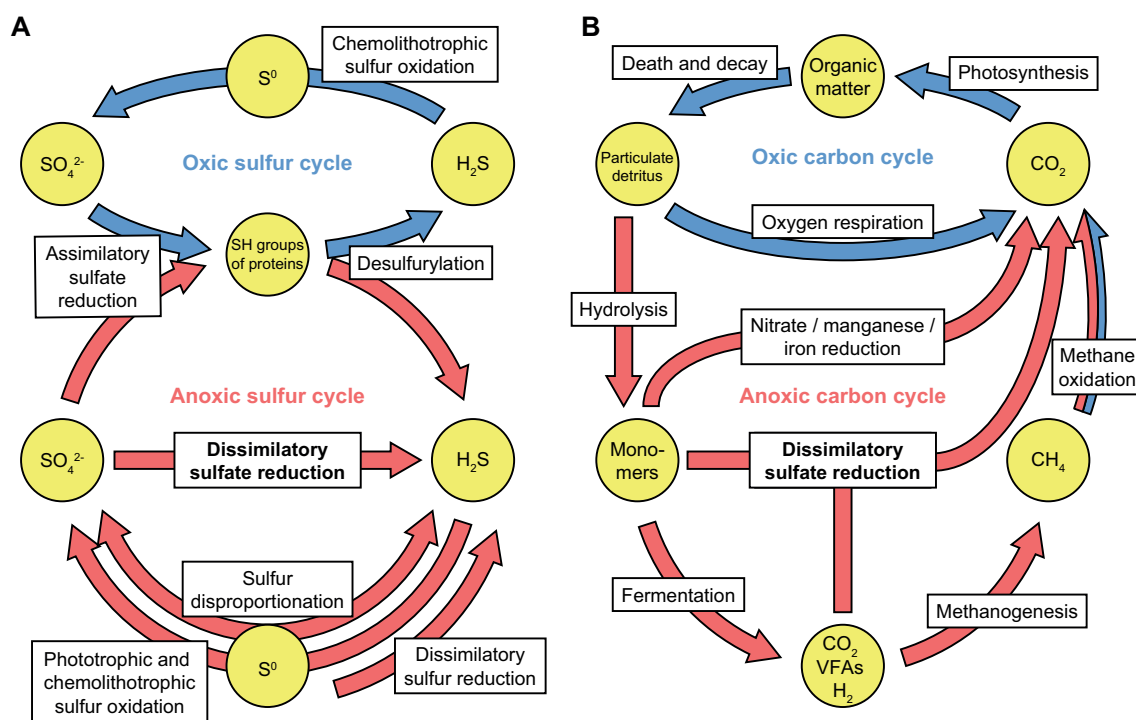 A
Chemolithotrophic
sulfur oxidation
S⁰
SO₄²⁻
Oxic sulfur cycle
H₂S
Assimilatory
sulfate
reduction
SH groups
of proteins
Desulfurylation
Anoxic sulfur cycle
SO₄²⁻
Dissimilatory
sulfate reduction
H₂S
Sulfur
disproportionation
Phototrophic and
chemolithotrophic
sulfur oxidation
S⁰
Dissimilatory
sulfur reduction
B
Death and decay
Organic
matter
Photosynthesis
Particulate
detritus
Oxic carbon cycle
CO₂
Oxygen respiration
Hydrolysis
Nitrate / manganese /
iron reduction
Methane
oxidation
Anoxic carbon cycle
Mono-
mers
Dissimilatory
sulfate reduction
CH₄
Fermentation
Methanogenesis
CO₂
VFAs
H₂